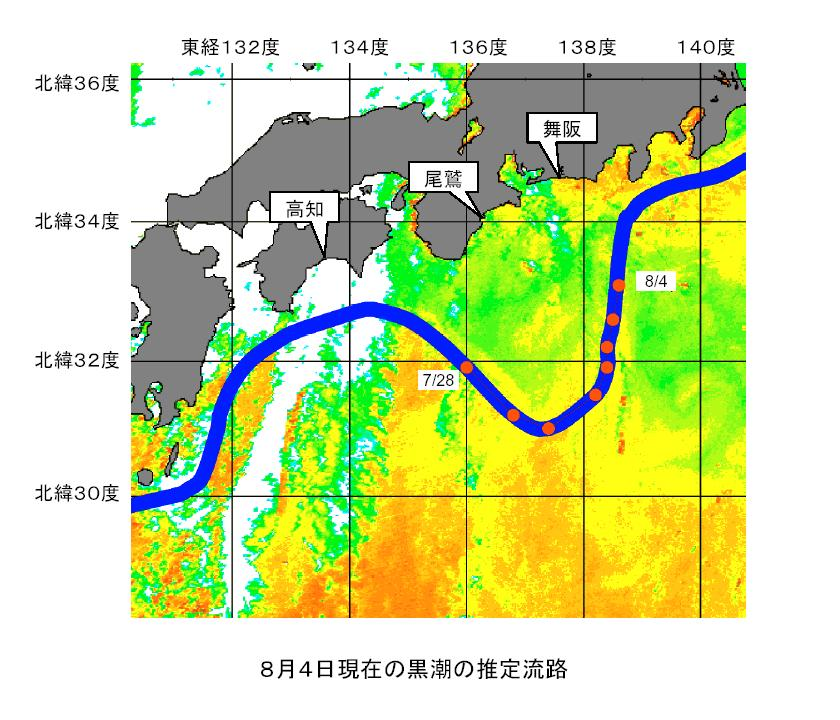 東経132度 134度 136度 138度 140度
北緯36度
舞阪
尾鷲
高知
北緯34度
8/4
北緯32度
7/28
北緯30度
8月4日現在の黒潮の推定流路